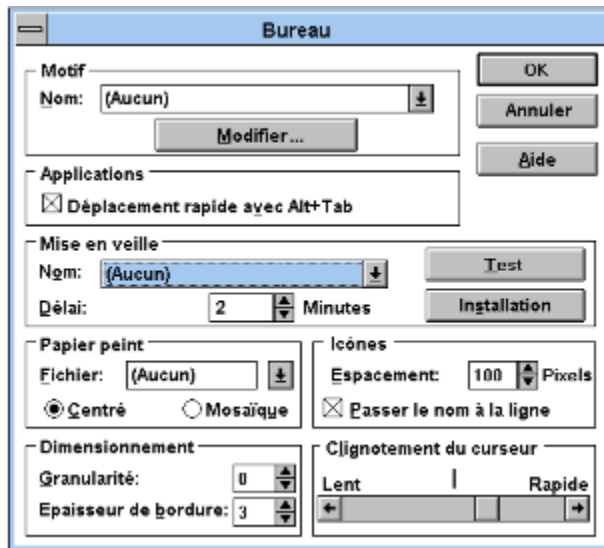 Bureau
Motif
Nom: (Aucun)
Modifier...
OK
Annuler
Aide
Applications
Déplacement rapide avec Alt+Tab
Mise en veille
Nom: (Aucun)
Délai: 2 Minutes
Test
Installation
Papier peint
Fichier: (Aucun)
Centré Mosaïque
Icônes
Espacement: 100 Pixels
Passer le nom à la ligne
Dimensionnement
Granularité: 0
Epaisseur de bordure: 3
Clignotement du curseur
Lent Rapide